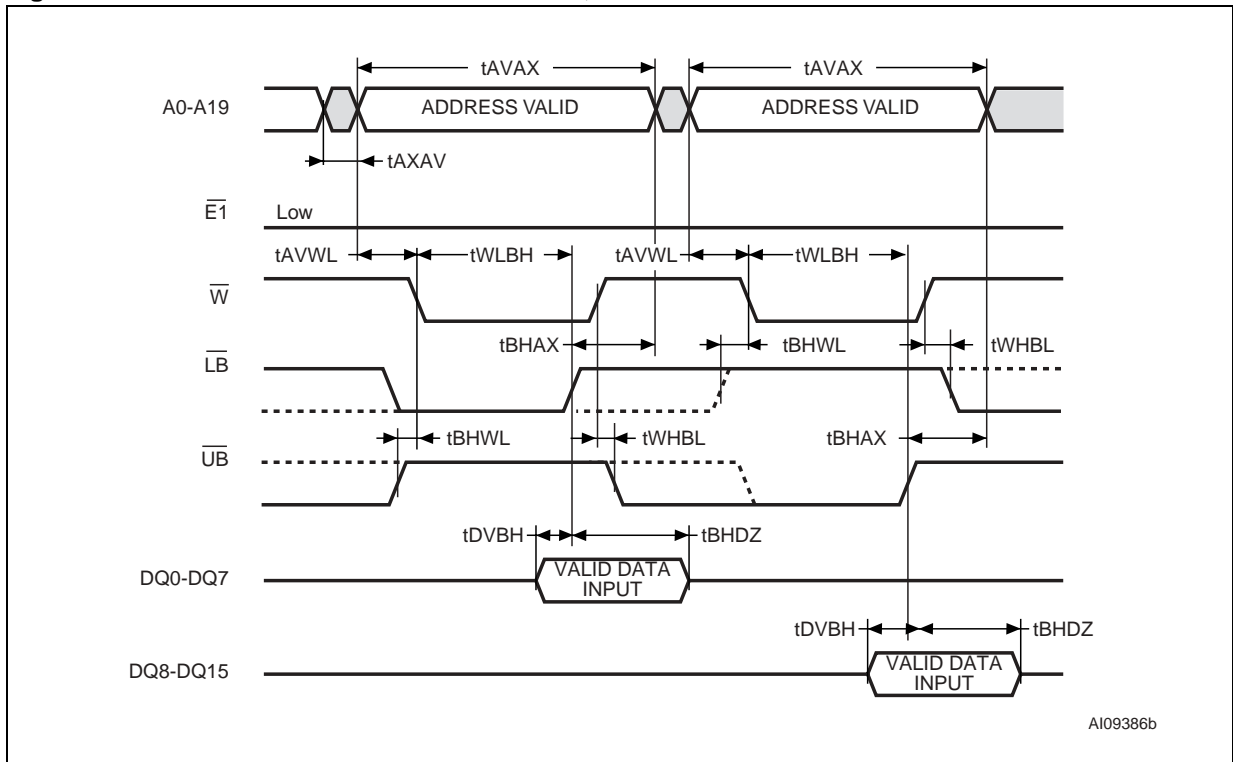 tAVAX tAVAX
A0-A19 ADDRESS VALID ADDRESS VALID
tAXAV
E1 Low
tAVWL tWLBH tAVWL tWLBH
W
tBHAX tBHWL tWHBL
LB
tBHWL tWHBL tBHAX
UB
tDVBH tBHDZ
DQ0-DQ7 VALID DATA
INPUT
tDVBH tBHDZ
DQ8-DQ15 VALID DATA
INPUT
AI09386b